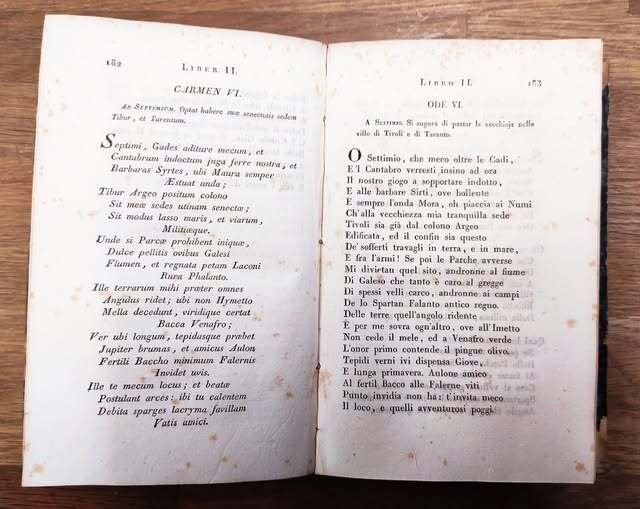 182
LIBER II.
CARMEN VI.
AD SEPTIMIUM. Optat habere suæ senectutis sedem
Tibur, et Tarentum.
Septimi, Gades aditure mecum, et
Cantabrum indoctum juga ferre nostra, et
Barbaras Syrtes, ubi Maura semper
Æstuat unda;
Tibur Argeo positum colono
Sit meæ sedes utinam senectæ;
Sit modus lasso maris, et viarum,
Militiæque.
Unde si Parcæ prohibent iniquæ,
Dulce pellitis ovibus Galesi
Flumen, et regnata petam Laconi
Rura Phalanto.
Ille terrarum mihi præter omnes
Angulus ridet; ubi non Hymetto
Mella decedunt, viridique certat
Bacca Venafro;
Ver ubi longum, tepidasque præbet
Jupiter brumas, et amicus Aulon
Fertili Baccho minimum Falernis
Invidet uvis.
Ille te mecum locus; et beatæ
Postulant arces: ibi tu calentem
Debita sparges lacryma favillam
Vatis amici.
LIBRO II.
183
ODE VI.
A SETTIMIO. Si augura di passar la vecchiaja nelle
ville di Tivoli e di Taranto.
O Settimio, che meco oltre le Cadi,
E'l Cantabro verresti insino ad ora
Il nostro giogo a sopportare indotto,
E alle barbare Sirti, ove bollente
È sempre l'onda Mora, oh piaccia ai Numi
Ch'alla vecchiezza mia tranquilla sede
Tivoli sia già dal colono Argeo
Edificata, ed il confin sia questo
De' sofferti travagli in terra, e in mare,
E fra l'armi! Se poi le Parche avverse
Mi divietan quel sito, andronne al fiume
Di Galeso che tanto è caro al gregge
Di spessi velli carco, andronne ai campi
De lo Spartan Falanto antico regno.
Delle terre quell'angolo ridente
È per me sovra ogn'altro, ove all'Imetto
Non cede il mele, ed a Venafro verde
L'onor primo contende il pingue olivo.
Tepidi verni ivi dispensa Giove,
E lunga primavera. Aulone amico
Al fertil Bacco alle Falerne viti
Punto invidia non ha: t'invita meco
Il loco, e quelli avventurosi poggi.